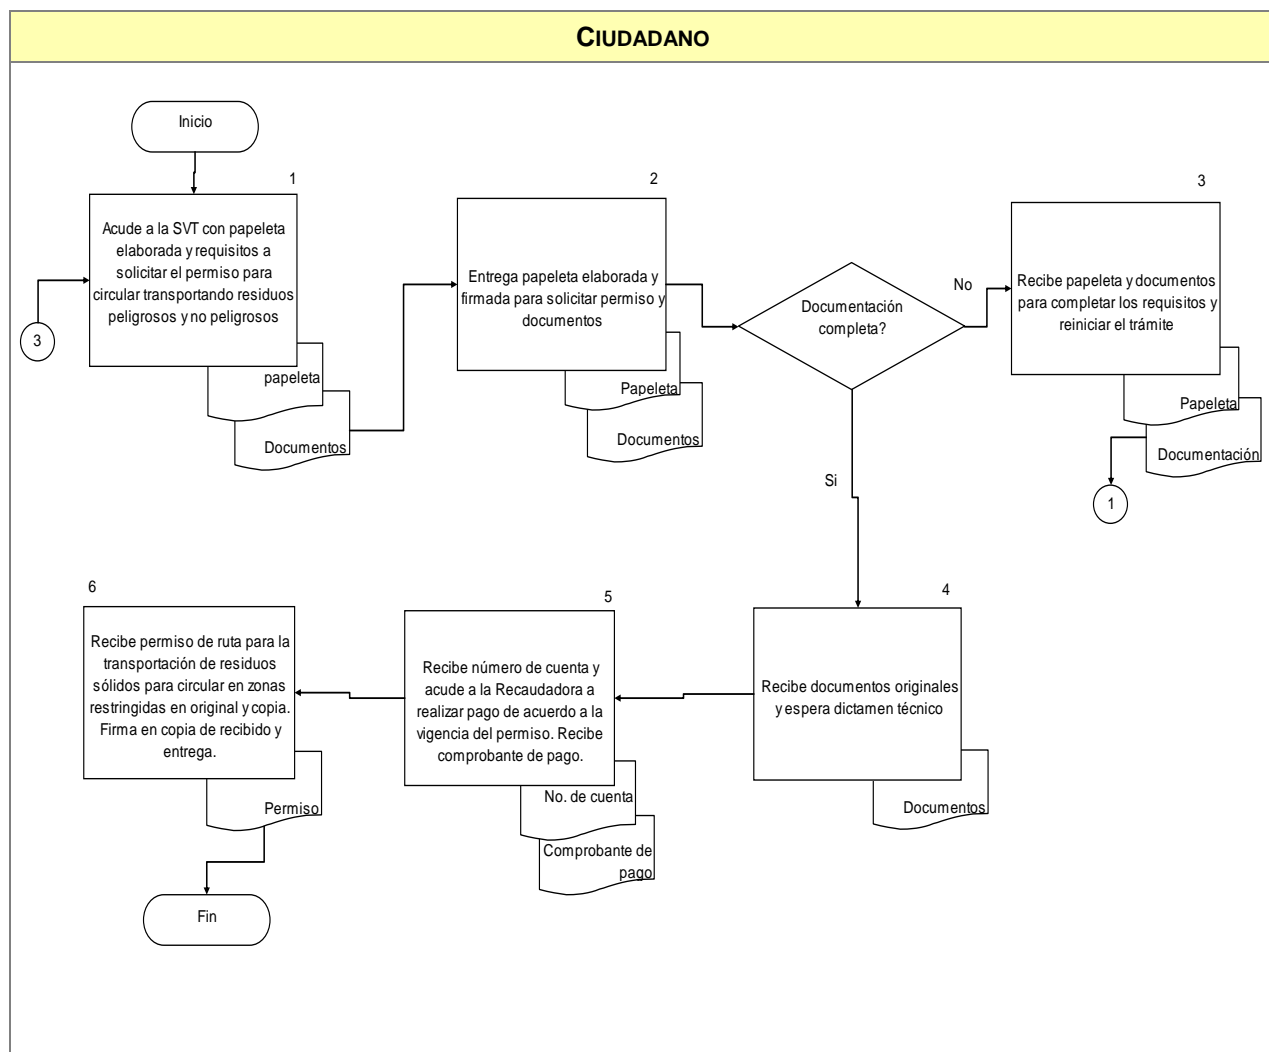 CIUDADANO
Inicio
1
Acude a la SVT con papeleta
elaborada y requisitos a
solicitar el permiso para
circular transportando residuos
peligrosos y no peligrosos
3
papeleta
Documentos
2
Entrega papeleta elaborada y
firmada para solicitar permiso y
documentos
Papeleta
Documentos
Documentación
completa?
No
Si
3
Recibe papeleta y documentos
para completar los requisitos y
reiniciar el trámite
Papeleta
Documentación
1
4
Recibe documentos originales
y espera dictamen técnico
Documentos
5
Recibe número de cuenta y
acude a la Recaudadora a
realizar pago de acuerdo a la
vigencia del permiso. Recibe
comprobante de pago.
No. de cuenta
Comprobante de
pago
6
Recibe permiso de ruta para la
transportación de residuos
sólidos para circular en zonas
restringidas en original y copia.
Firma en copia de recibido y
entrega.
Permiso
Fin